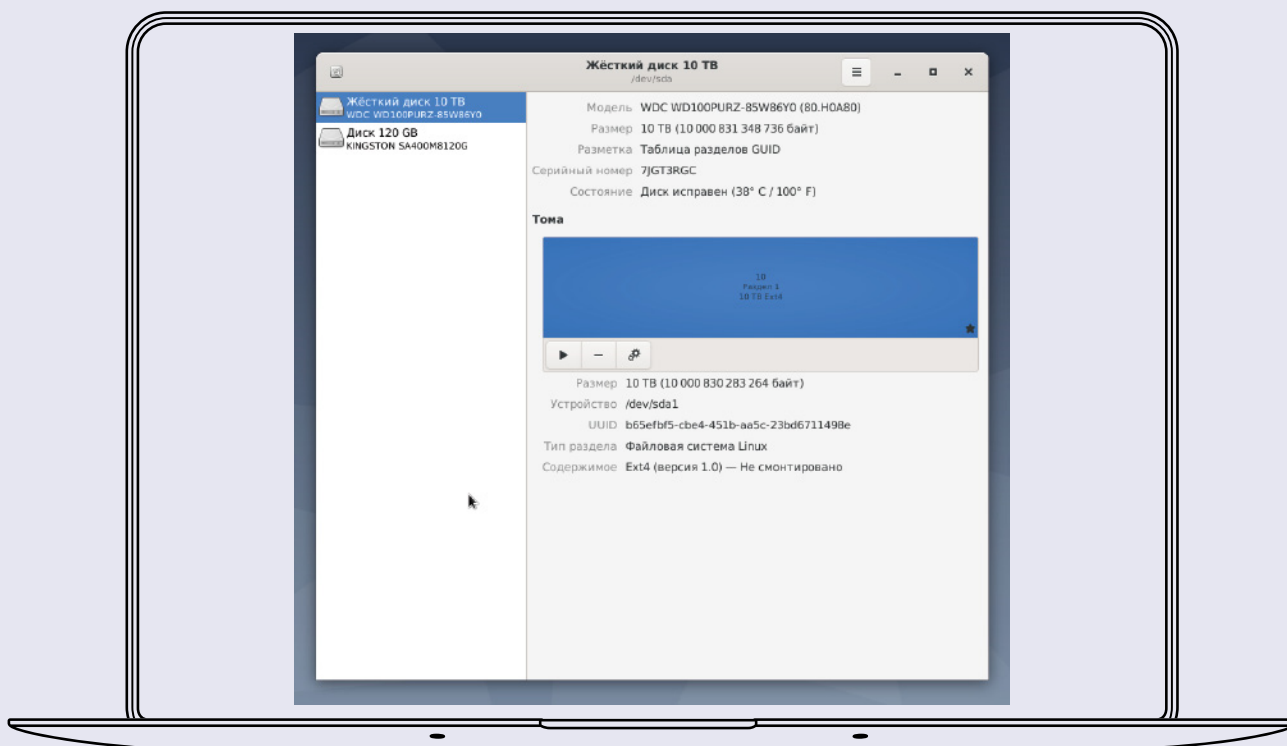 Жёсткий диск 10 TB
/dev/sda
Жёсткий диск 10 TB
WDC WD100PURZ-85W86Y0
Диск 120 GB
KINGSTON SA400M8120G
Модель WDC WD100PURZ-85W86Y0 (80.H0A80)
Размер 10 TB (10 000 831 348 736 байт)
Разметка Таблица разделов GUID
Серийный номер 7JGT3RGC
Состояние Диск исправен (38° C / 100° F)
Тома
10
Раздел 1
10 TB Ext4
Размер 10 TB (10 000 830 283 264 байт)
Устройство /dev/sda1
UUID b65efbf5-cbe4-451b-aa5c-23bd6711498e
Тип раздела Файловая система Linux
Содержимое Ext4 (версия 1.0) — Не смонтировано